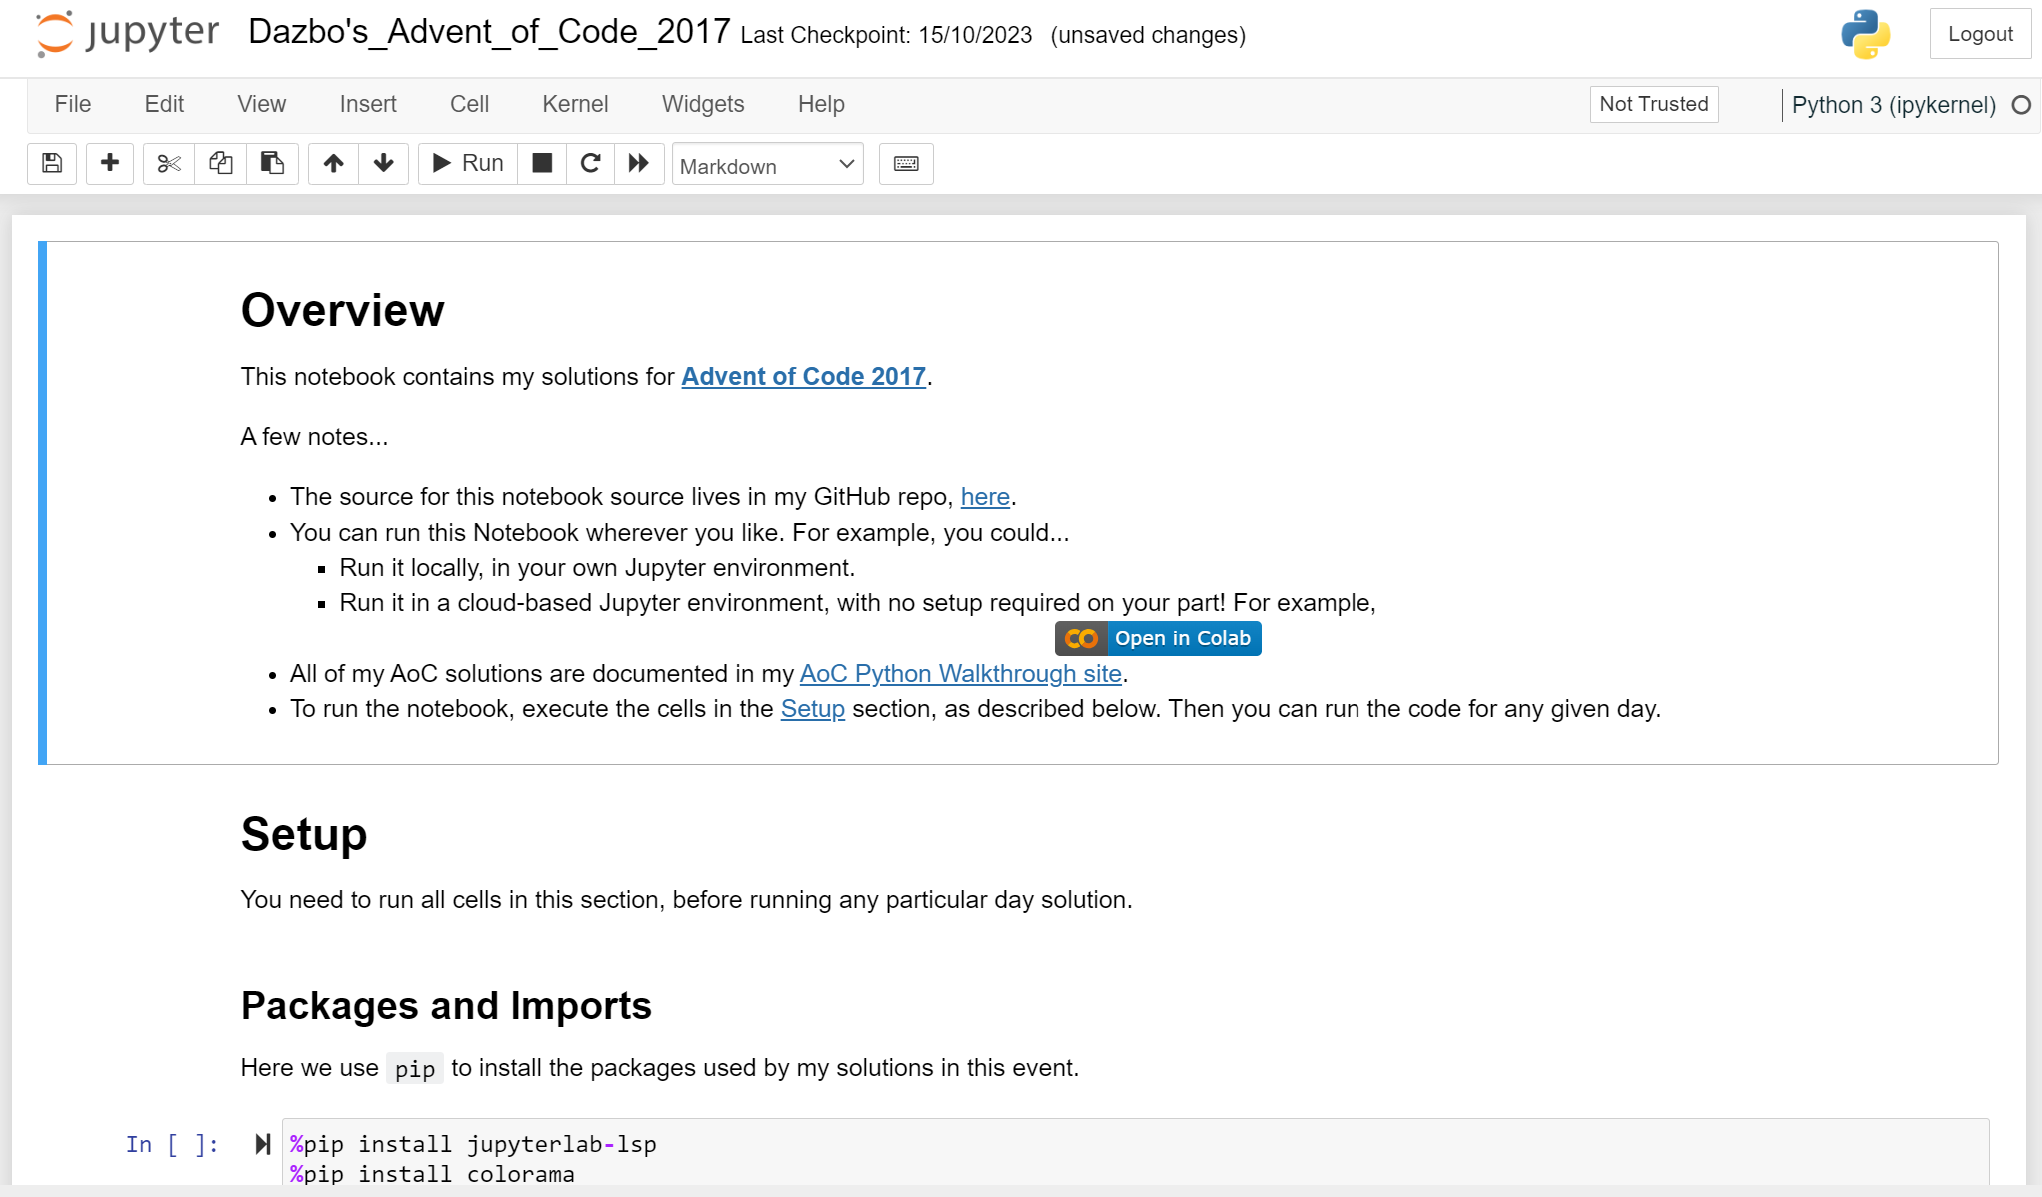 jupyter Dazbo's_Advent_of_Code_2017 Last Checkpoint: 15/10/2023 (unsaved changes) Logout
File Edit View Insert Cell Kernel Widgets Help Not Trusted Python 3 (ipykernel)
Run Markdown
Overview
This notebook contains my solutions for Advent of Code 2017.
A few notes...
The source for this notebook source lives in my GitHub repo, here.
You can run this Notebook wherever you like. For example, you could...
Run it locally, in your own Jupyter environment.
Run it in a cloud-based Jupyter environment, with no setup required on your part! For example,
Open in Colab
All of my AoC solutions are documented in my AoC Python Walkthrough site.
To run the notebook, execute the cells in the Setup section, as described below. Then you can run the code for any given day.
Setup
You need to run all cells in this section, before running any particular day solution.
Packages and Imports
Here we use pip to install the packages used by my solutions in this event.
In [ ]: %pip install jupyterlab-lsp
%pip install colorama